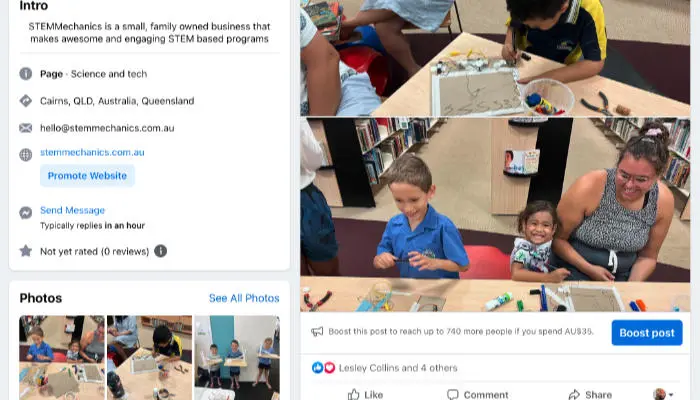 Intro
STEMMechanics is a small, family owned business that
makes awesome and engaging STEM based programs
Page · Science and tech
Cairns, QLD, Australia, Queensland
hello@stemmechanics.com.au
stemmechanics.com.au
Promote Website
Send Message
Typically replies in an hour
Not yet rated (0 reviews)
Photos
See All Photos
Boost this post to reach up to 740 more people if you spend AU$35.
Boost post
Lesley Collins and 4 others
Like
Comment
Share